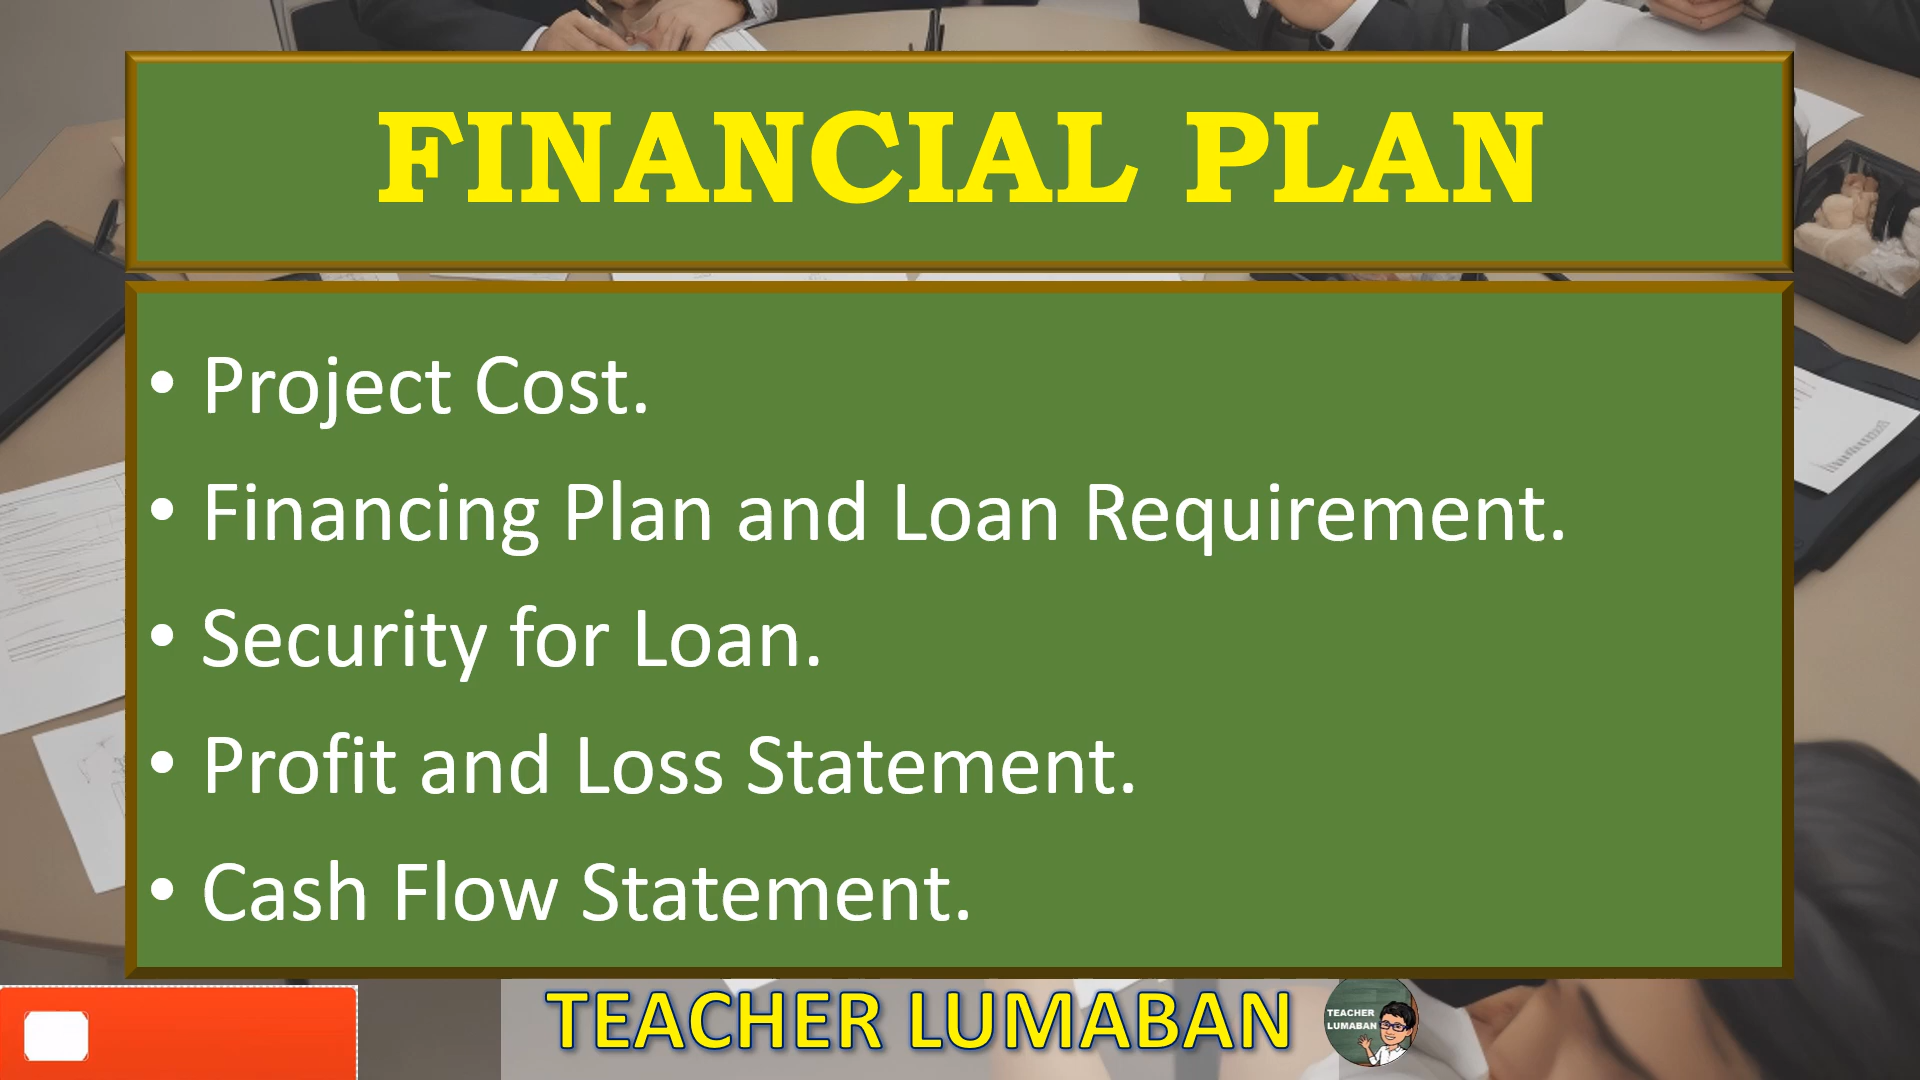 FINANCIAL PLAN
• Project Cost.
• Financing Plan and Loan Requirement.
• Security for Loan.
• Profit and Loss Statement.
• Cash Flow Statement.
TEACHER LUMABAN
TEACHER
LUMABAN